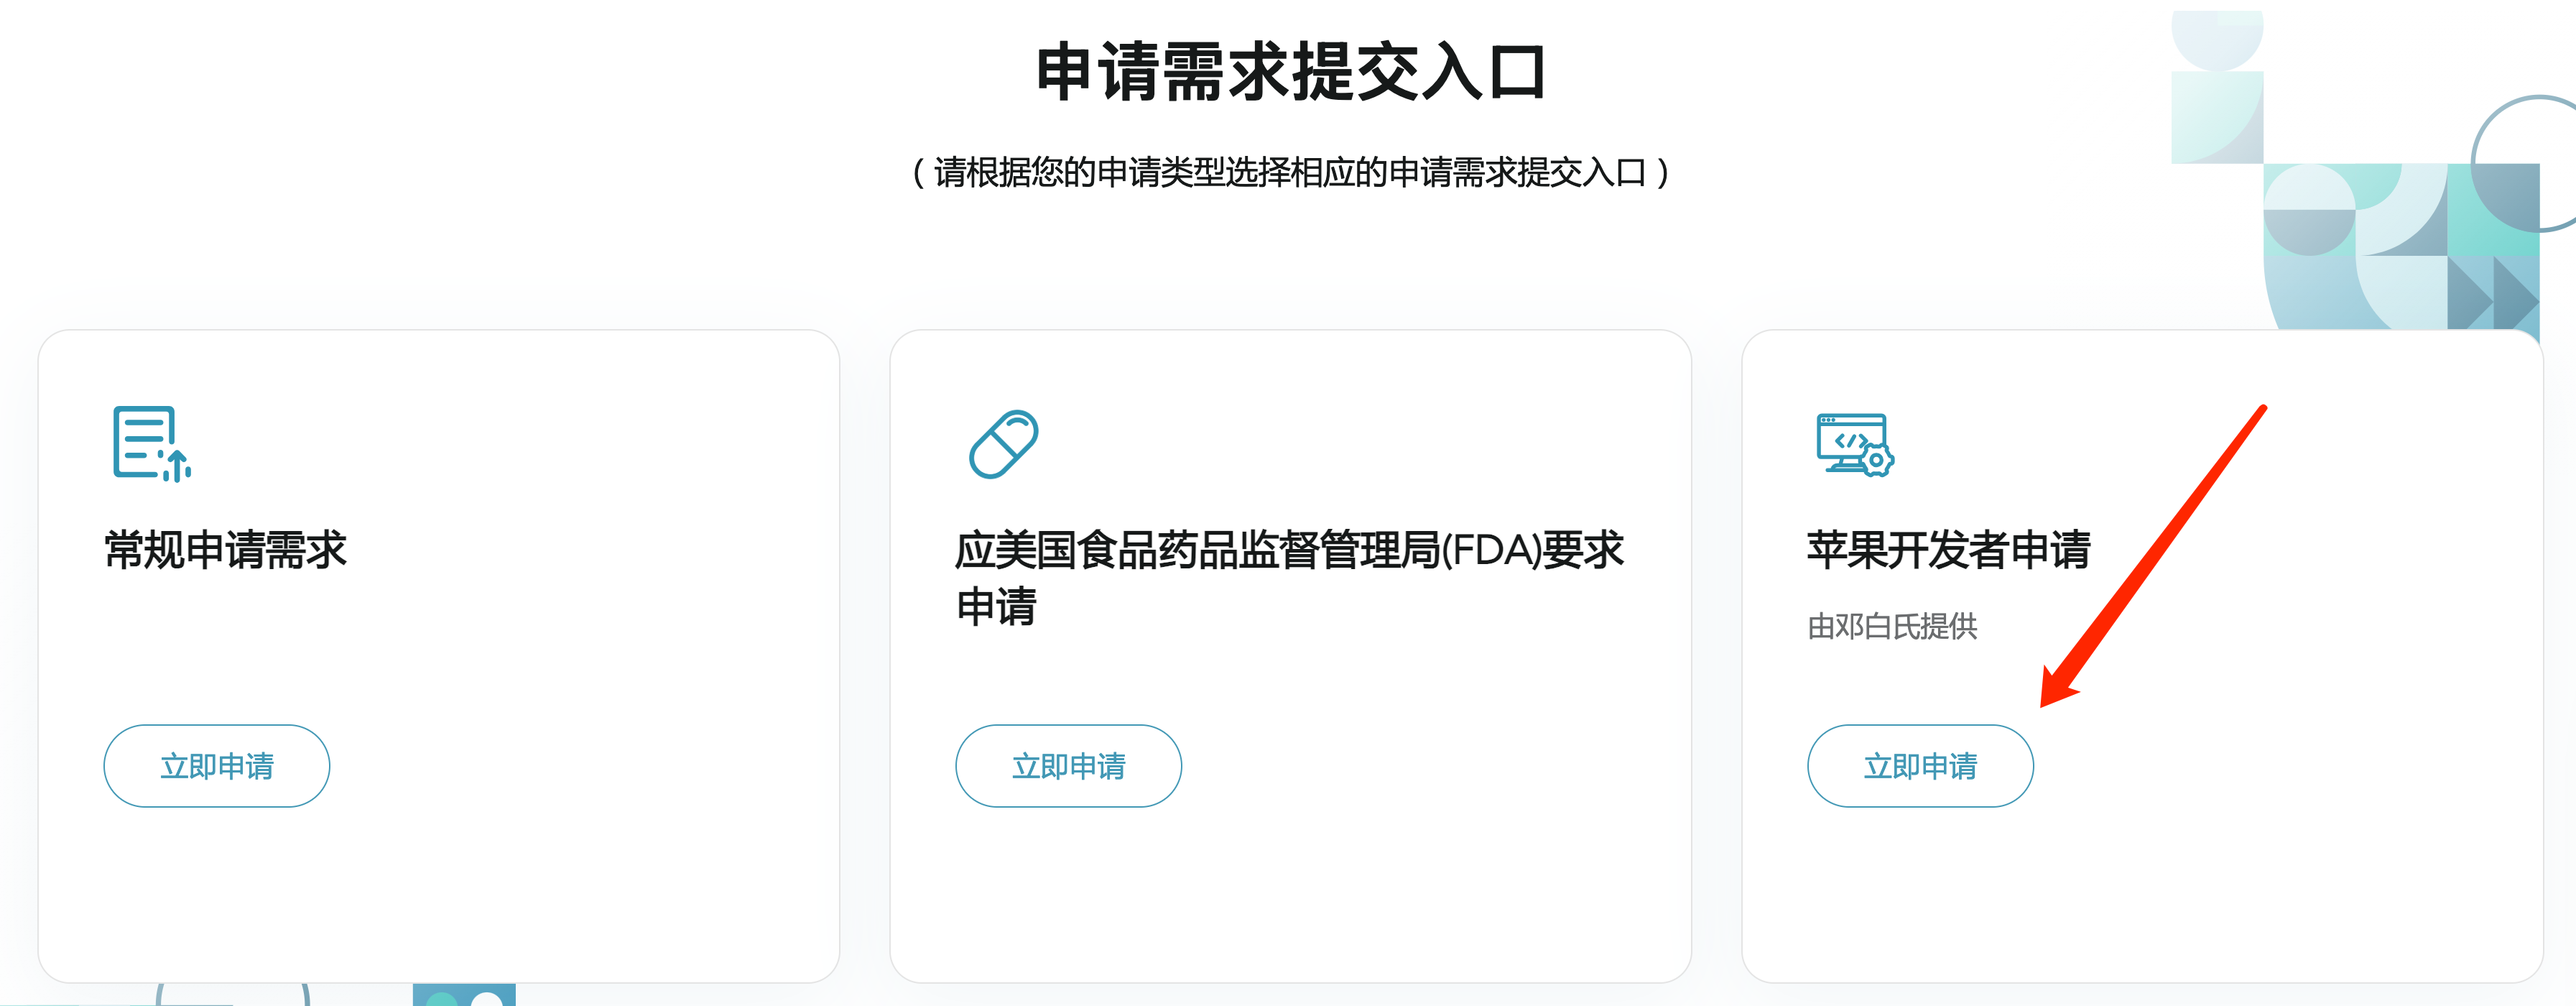 申请需求提交入口
（请根据您的申请类型选择相应的申请需求提交入口）
常规申请需求
立即申请
应美国食品药品监督管理局(FDA)要求
申请
立即申请
苹果开发者申请
由邓白氏提供
立即申请